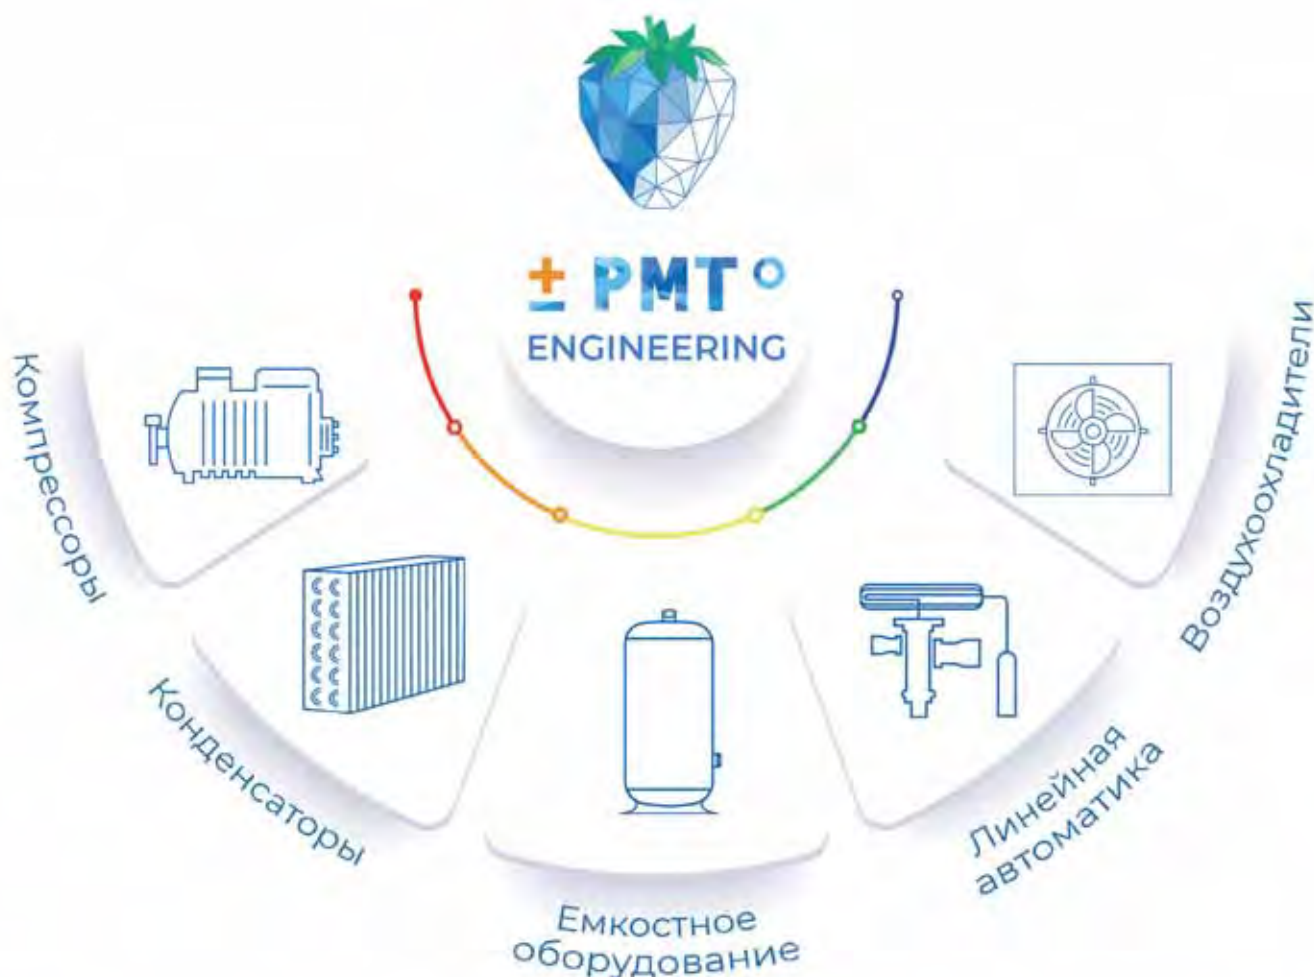 ± PMT°
ENGINEERING
Компрессоры
Конденсаторы
Емкостное
оборудование
Линейная
автоматика
Воздухоохладители